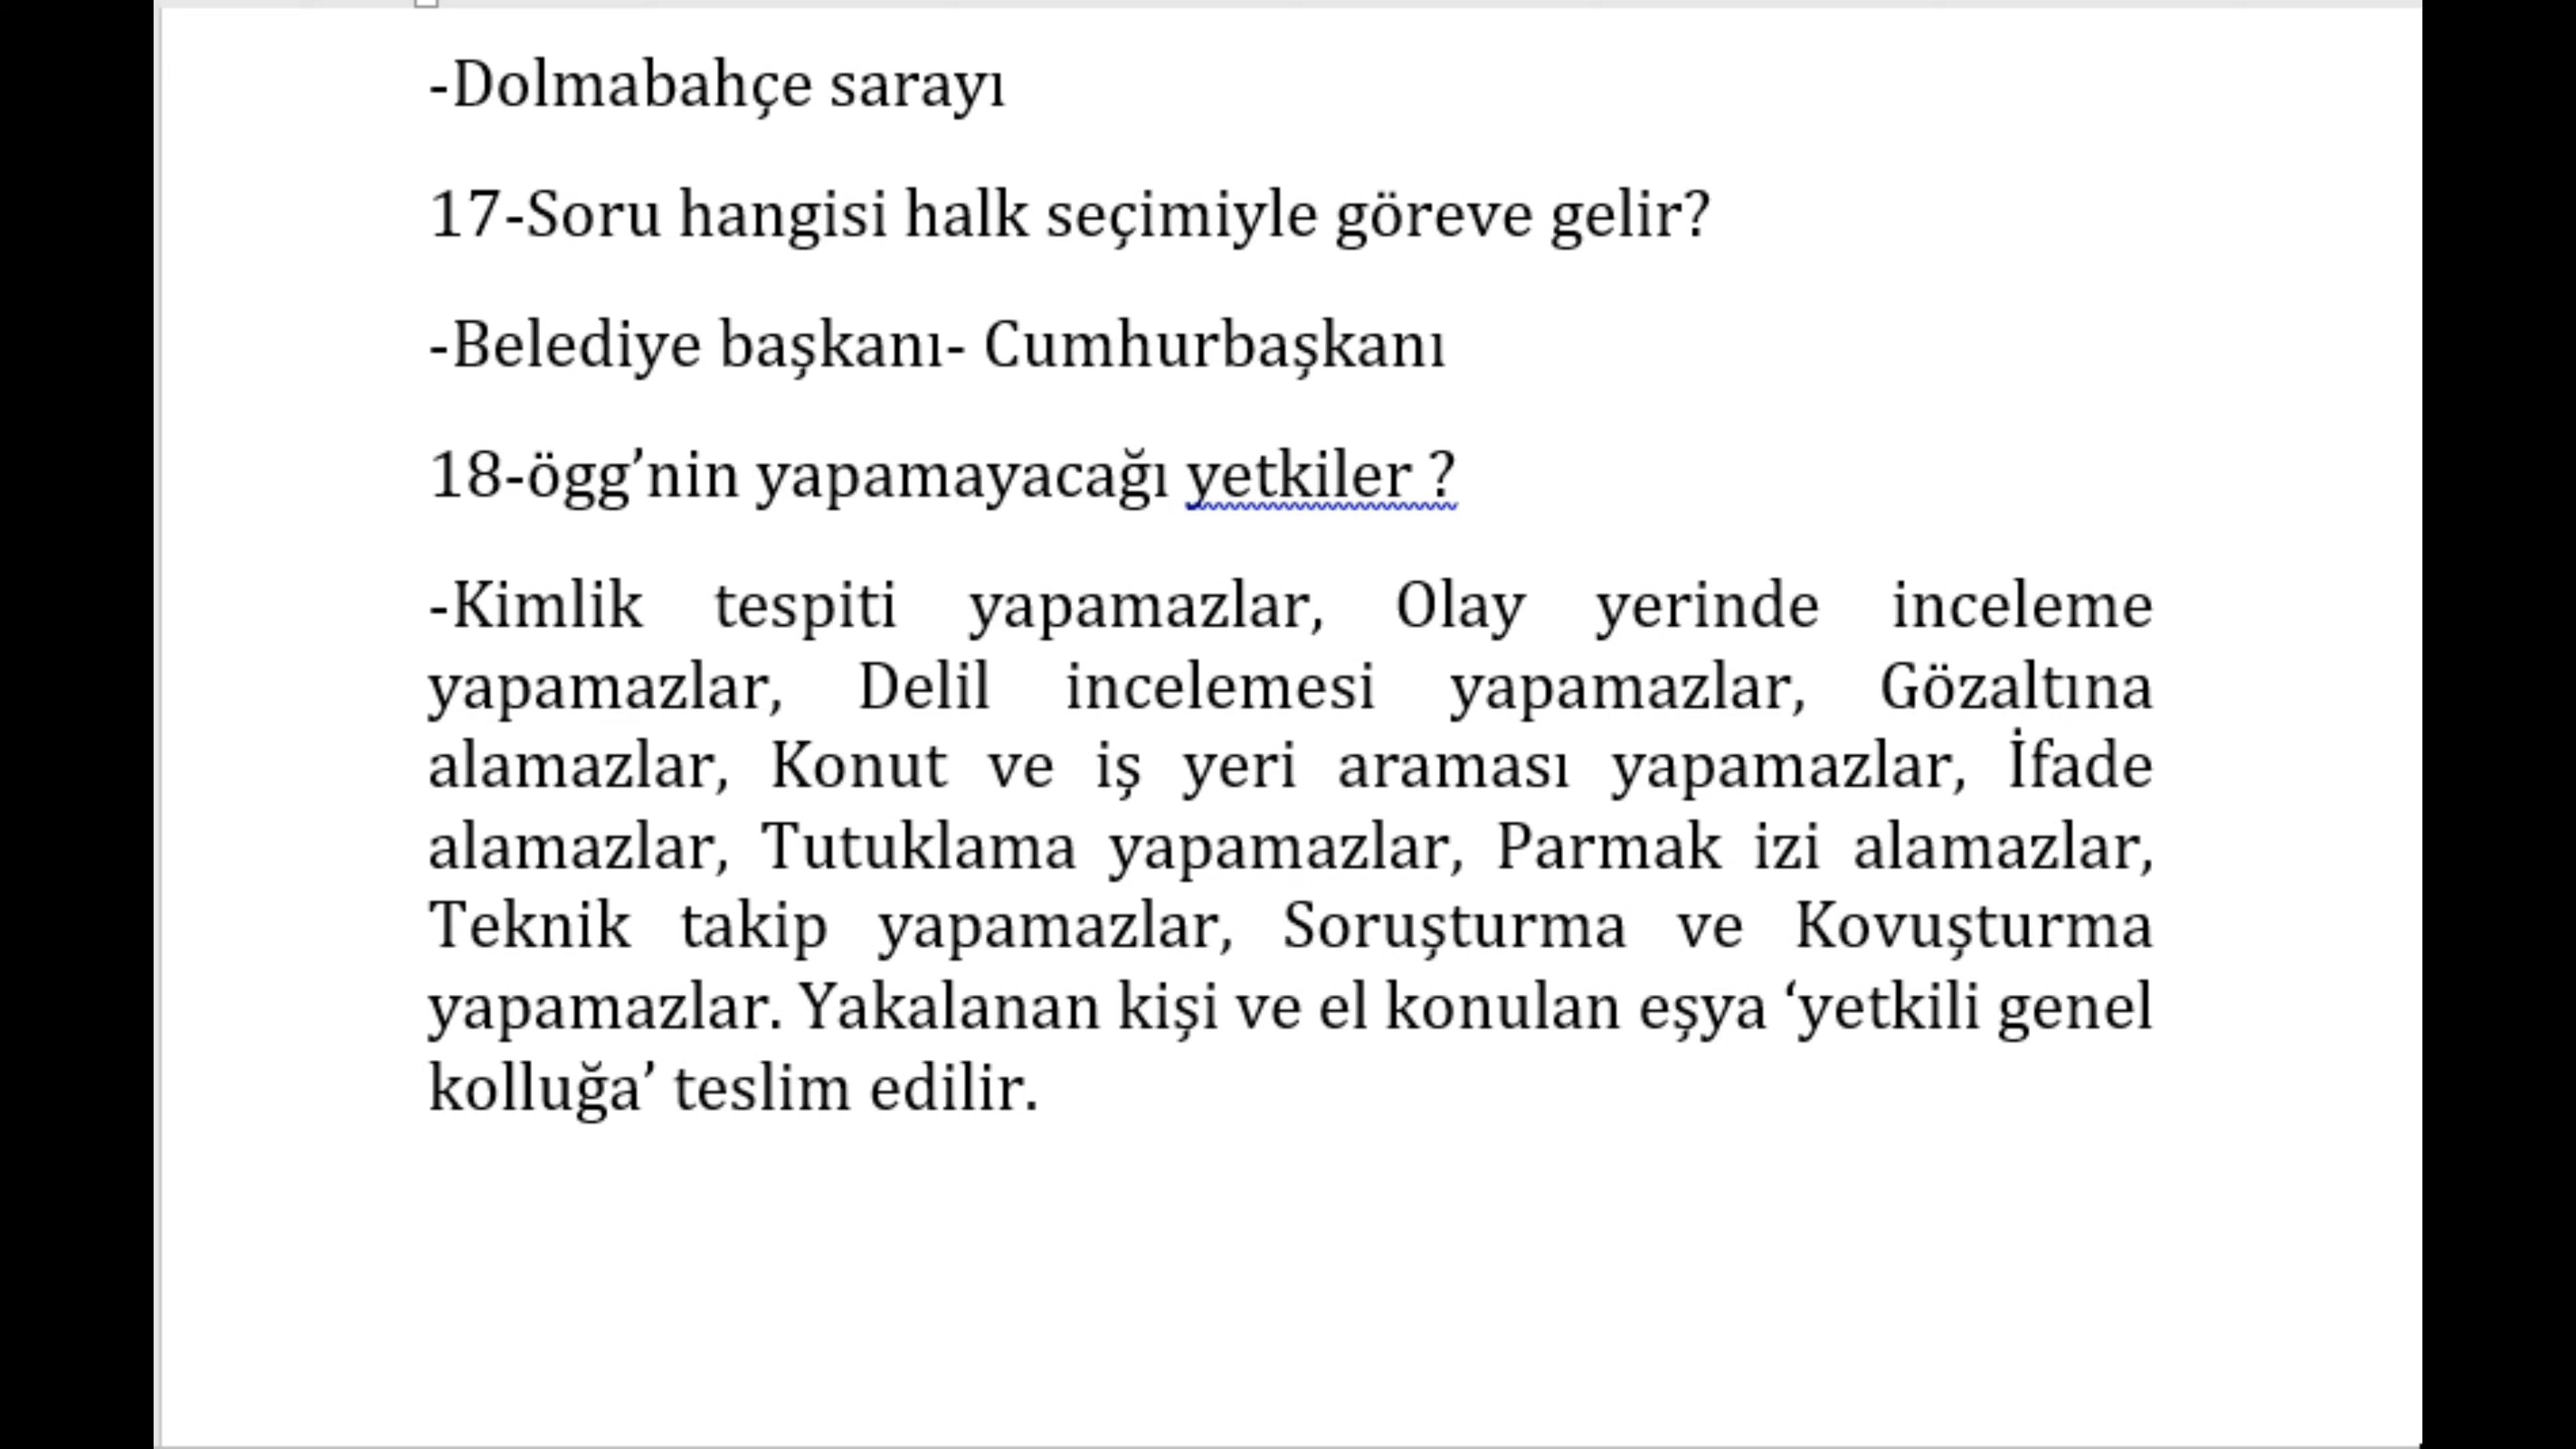 -Dolmabahçe sarayı
17-Soru hangisi halk seçimiyle göreve gelir?
-Belediye başkanı- Cumhurbaşkanı
18-ögg’nin yapamayacağı yetkiler ?
-Kimlik tespiti yapamazlar, Olay yerinde inceleme
yapamazlar, Delil incelemesi yapamazlar, Gözaltına
alamazlar, Konut ve iş yeri araması yapamazlar, İfade
alamazlar, Tutuklama yapamazlar, Parmak izi alamazlar,
Teknik takip yapamazlar, Soruşturma ve Kovuşturma
yapamazlar. Yakalanan kişi ve el konulan eşya ‘yetkili genel
kolluğa’ teslim edilir.